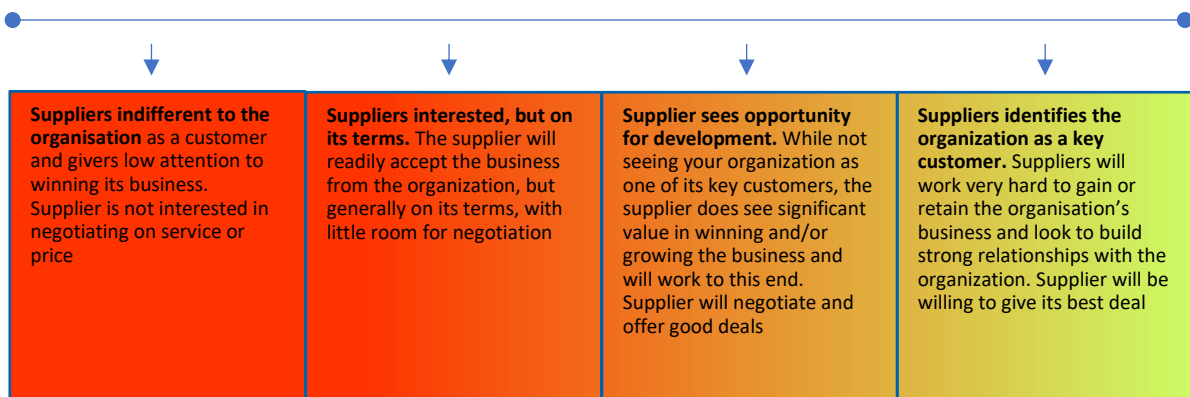 Suppliers indifferent to the
organisation as a customer
and givers low attention to
winning its business.
Supplier is not interested in
negotiating on service or
price
Suppliers interested, but on
its terms. The supplier will
readily accept the business
from the organization, but
generally on its terms, with
little room for negotiation
Supplier sees opportunity
for development. While not
seeing your organization as
one of its key customers, the
supplier does see significant
value in winning and/or
growing the business and
will work to this end.
Supplier will negotiate and
offer good deals
Suppliers identifies the
organization as a key
customer. Suppliers will
work very hard to gain or
retain the organisation’s
business and look to build
strong relationships with the
organization. Supplier will be
willing to give its best deal